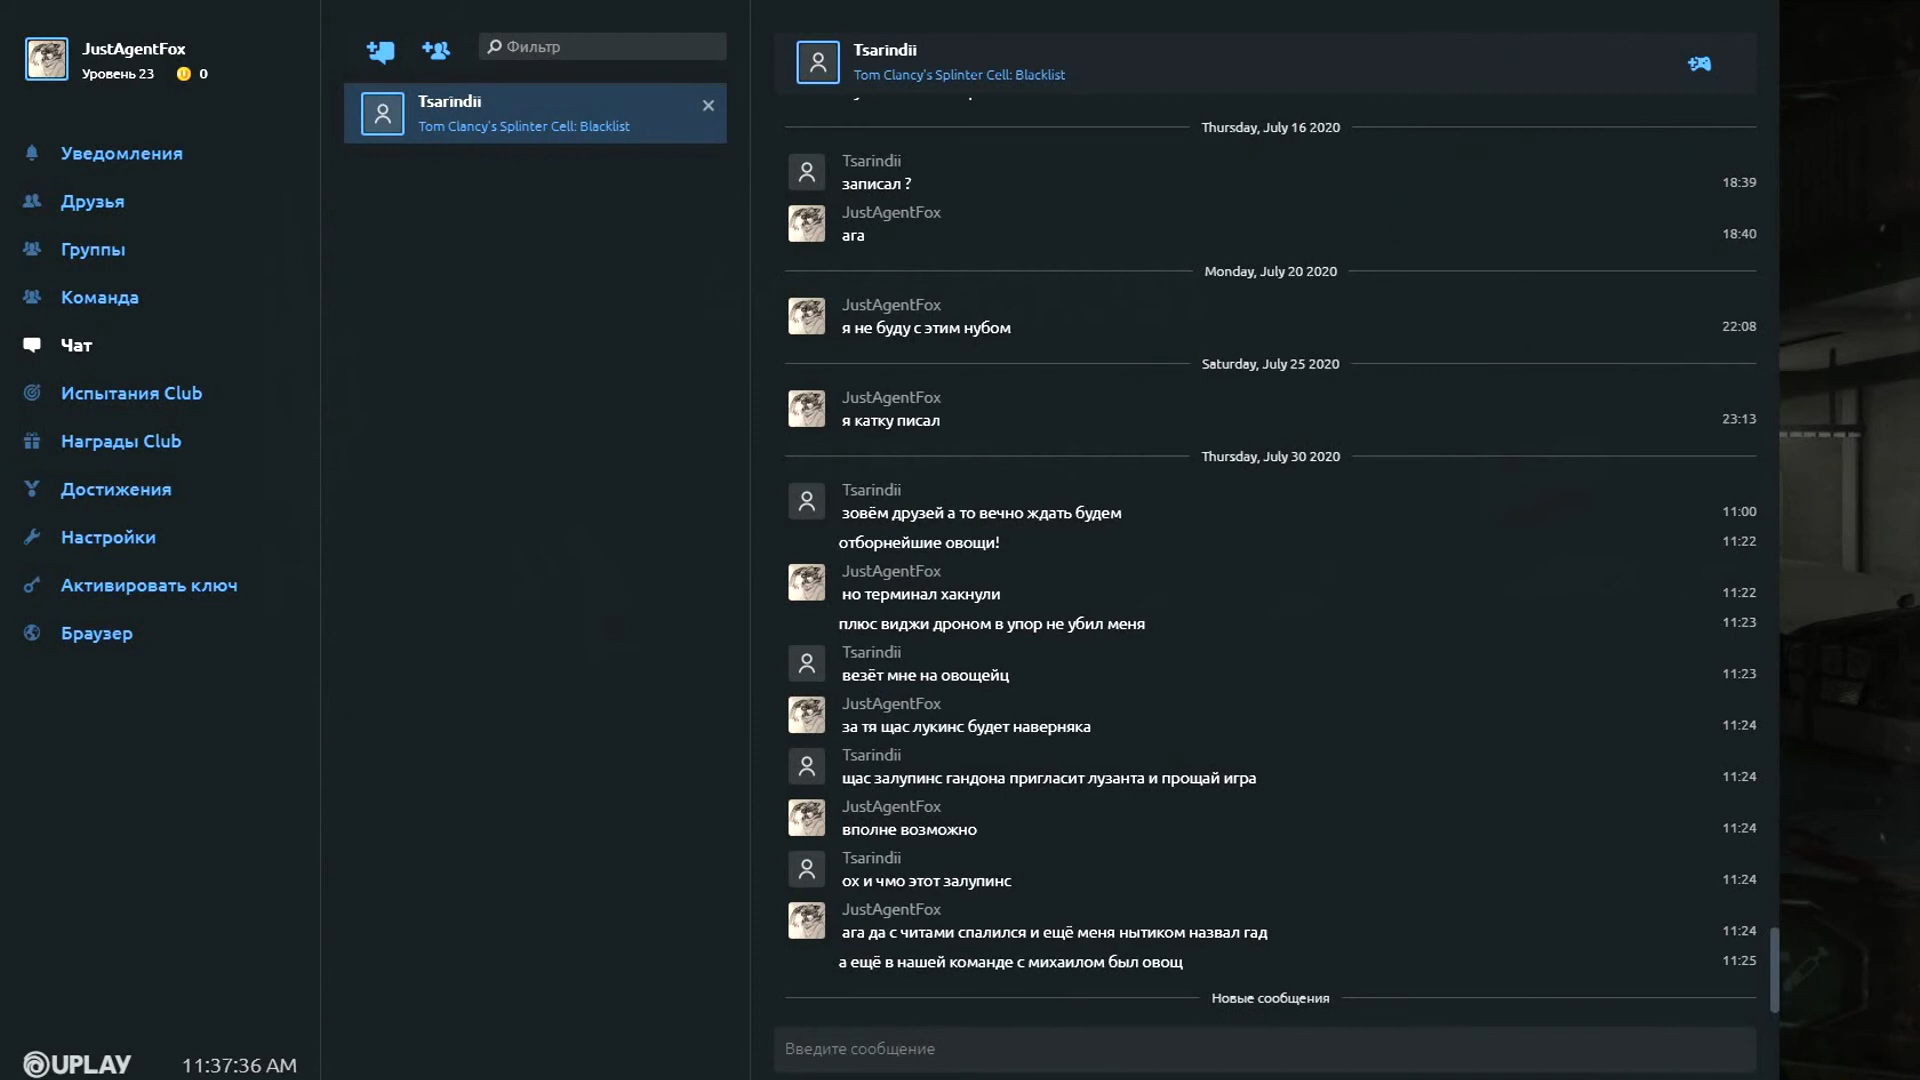 JustAgentFox
Уровень 23 0
Уведомления
Друзья
Группы
Команда
Чат
Испытания Club
Награды Club
Достижения
Настройки
Активировать ключ
Браузер
UPLAY 11:37:36 AM
Фильтр
Tsarindii
Tom Clancy's Splinter Cell: Blacklist
Tsarindii
Tom Clancy's Splinter Cell: Blacklist
Thursday, July 16 2020
Tsarindii
записал ? 18:39
JustAgentFox
ага 18:40
Monday, July 20 2020
JustAgentFox
я не буду с этим нубом 22:08
Saturday, July 25 2020
JustAgentFox
я катку писал 23:13
Thursday, July 30 2020
Tsarindii
зовём друзей а то вечно ждать будем 11:00
отборнейшие овощи! 11:22
JustAgentFox
но терминал хакнули 11:22
плюс виджи дроном в упор не убил меня 11:23
Tsarindii
везёт мне на овощейц 11:23
JustAgentFox
за тя щас лукинс будет наверняка 11:24
Tsarindii
щас залупинс гандона пригласит лузанта и прощай игра 11:24
JustAgentFox
вполне возможно 11:24
Tsarindii
ох и чмо этот залупинс 11:24
JustAgentFox
ага да с читами спалился и ещё меня нытиком назвал гад 11:24
а ещё в нашей команде с михаилом был овощ 11:25
Новые сообщения
Введите сообщение